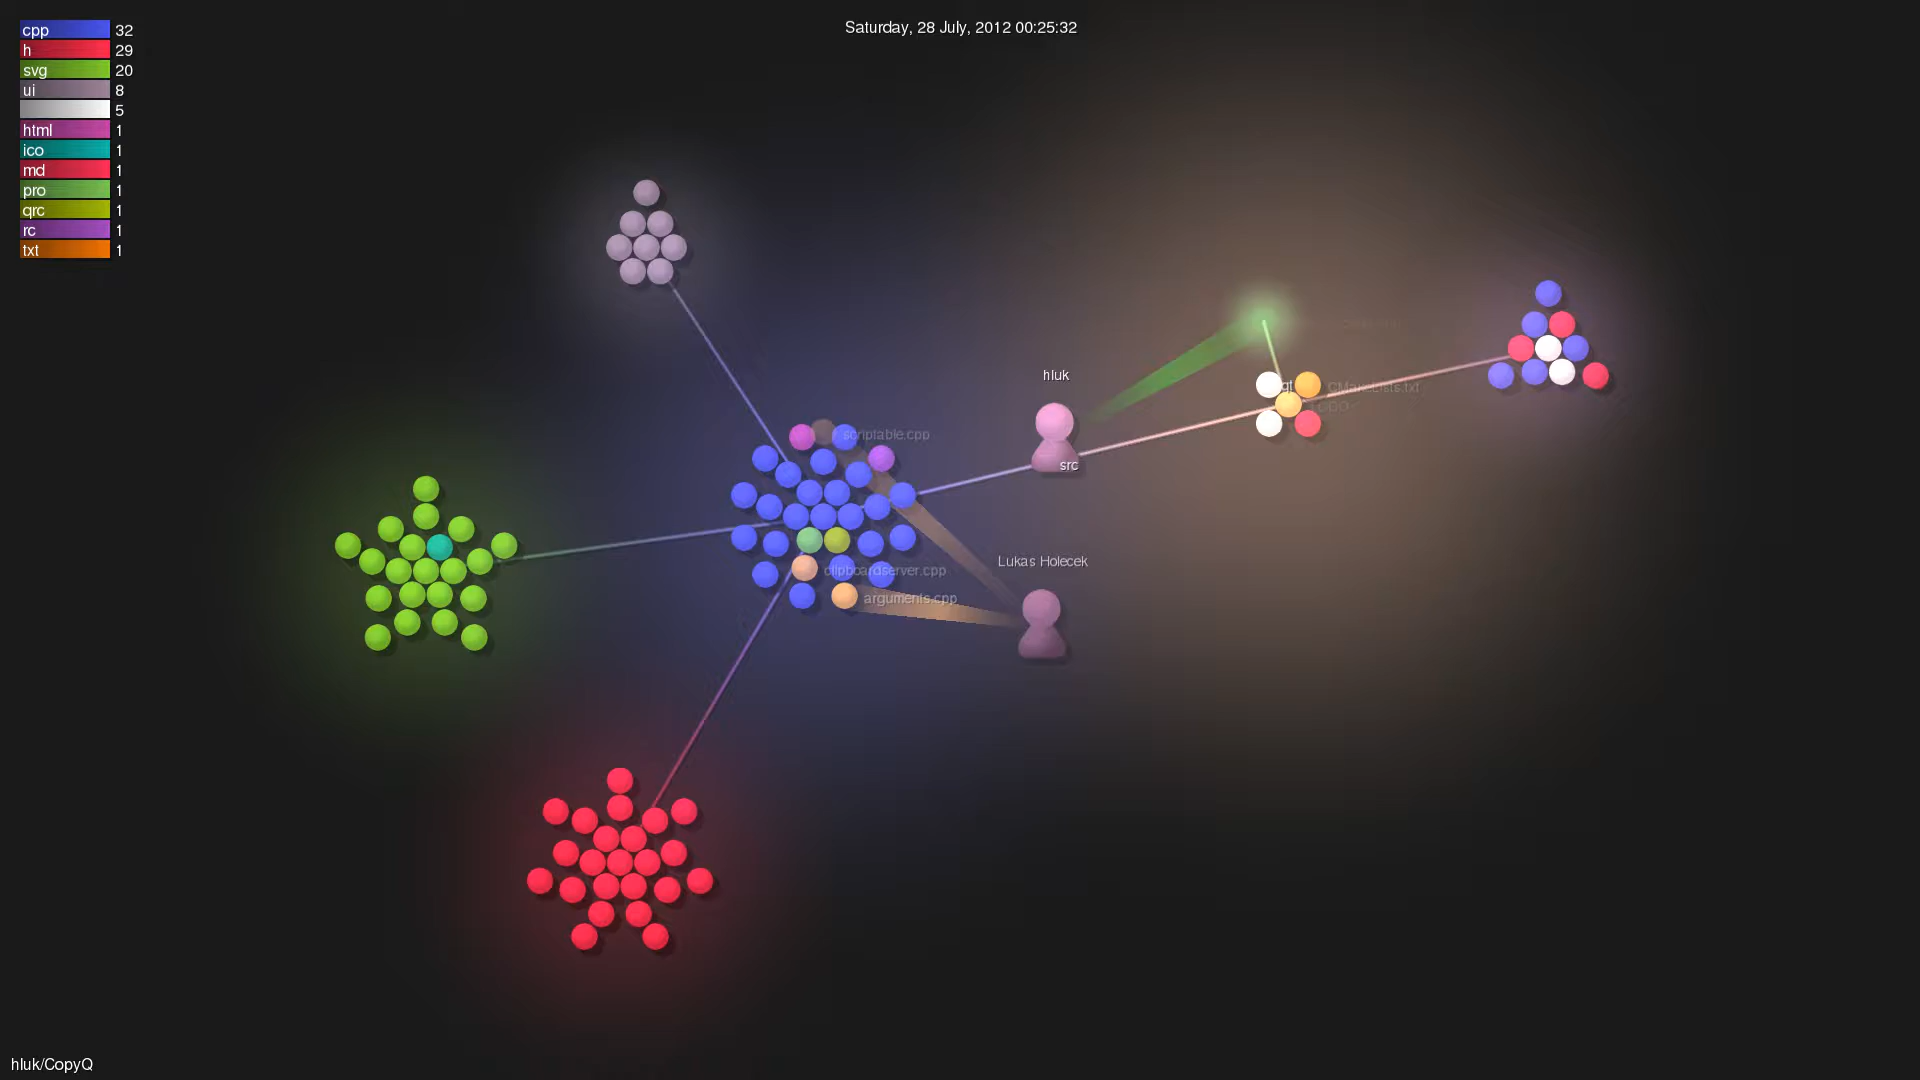 Saturday, 28 July, 2012 00:25:32
cpp 32
h 29
svg 20
ui 8
5
html 1
ico 1
md 1
pro 1
qrc 1
rc 1
txt 1
hluk
qt
CMakeLists.txt
TODO
scriptable.cpp
src
Lukas Holecek
clipboardserver.cpp
arguments.cpp
hluk/CopyQ